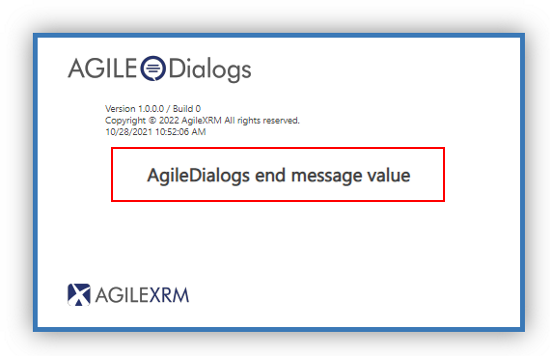 AGILE Dialogs
Version 1.0.0.0 / Build 0
Copyright © 2022 AgileXRM All rights reserved.
10/28/2021 10:52:06 AM
AgileDialogs end message value
AGILEXRM